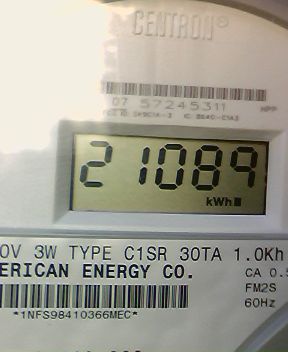 CENTRON®
07 57245311
21089
kWh
0V 3W TYPE C1SR 30TA 1.0Kh
ERICAN ENERGY CO.
CA 0.5
FM2S
60Hz
*1NFS98410366MEC*